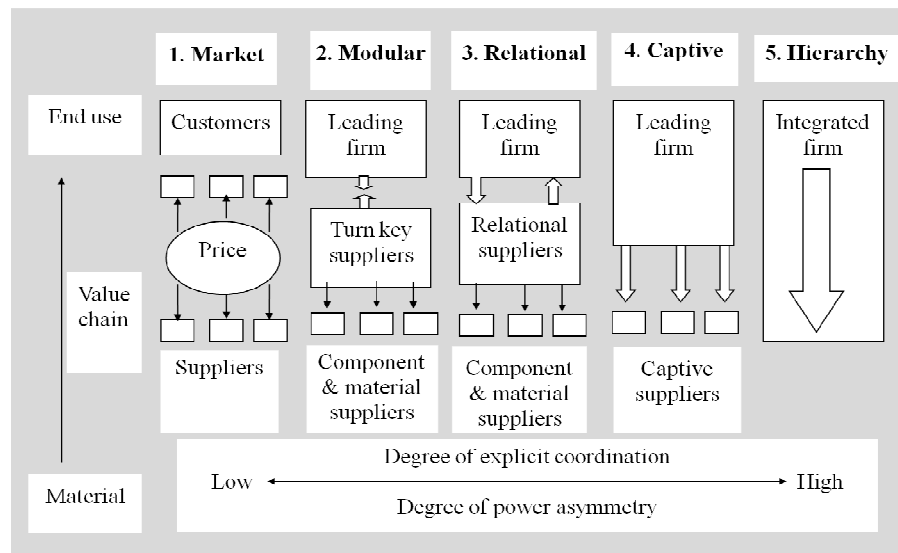 1. Market
2. Modular
3. Relational
4. Captive
5. Hierarchy
End use
Customers
Leading
firm
Leading
firm
Leading
firm
Integrated
firm
Price
Turn key
suppliers
Relational
suppliers
Value
chain
Suppliers
Component
& material
suppliers
Component
& material
suppliers
Captive
suppliers
Material
Degree of explicit coordination
Low
High
Degree of power asymmetry